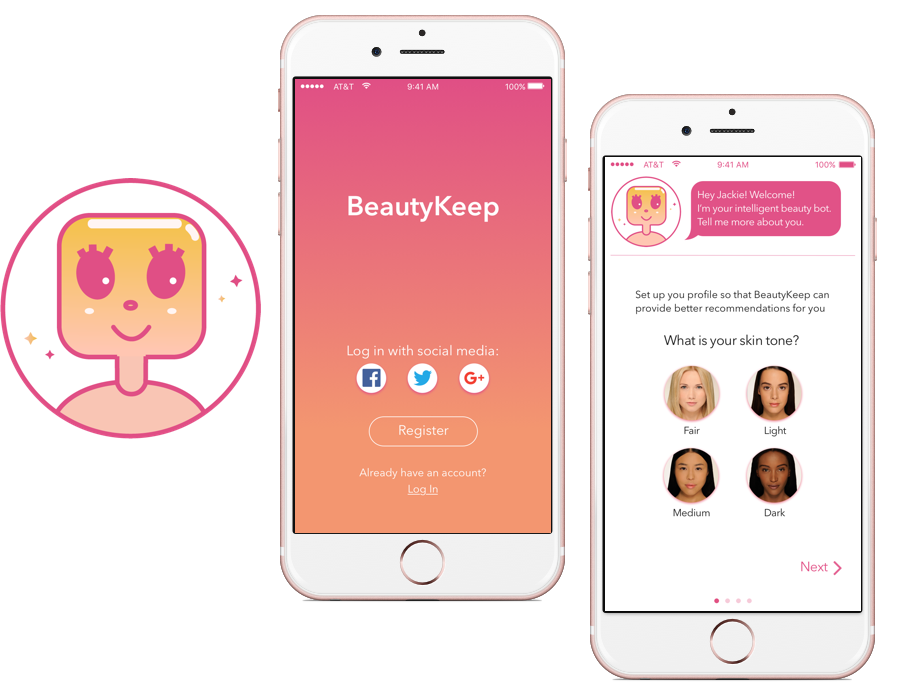 AT&T 9:41 AM 100%
BeautyKeep
Log in with social media:
G+
Register
Already have an account?
Log In
AT&T 9:41 AM 100%
Hey Jackie! Welcome!
I'm your intelligent beauty bot.
Tell me more about you.
Set up you profile so that BeautyKeep can
provide better recommendations for you
What is your skin tone?
Fair Light
Medium Dark
Next